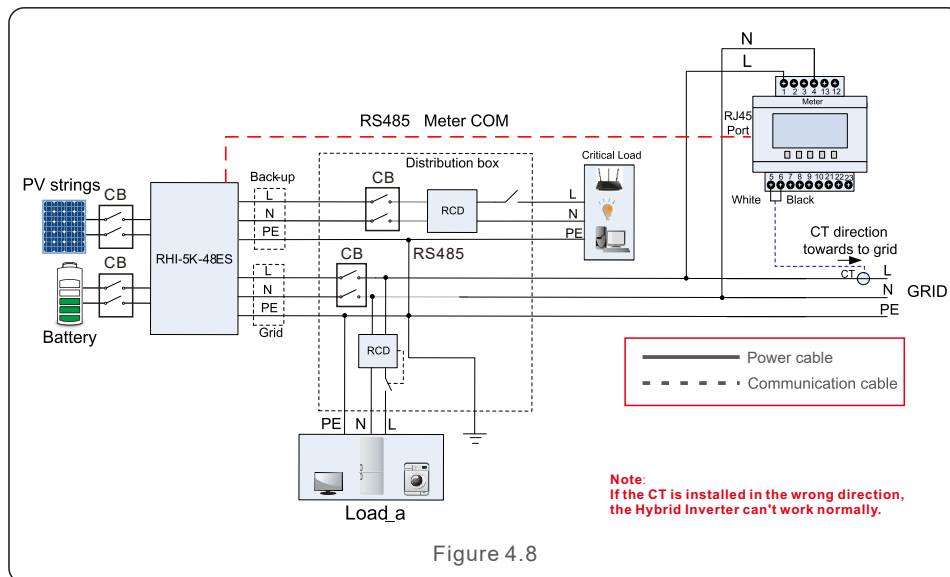 N
L
1 2 3 4 13 12
Meter
RJ45
Port
5 6 7 8 9 10 21 22 23
White
Black
RS485 Meter COM
Distribution box
Critical Load
PV strings
CB
Back-up
CB
L
N
PE
RCD
L
N
PE
RHI-5K-48ES
RS485
CT direction
towards to grid
CB
CB
L
N
PE
Grid
CT
L
N
PE
GRID
Battery
RCD
Power cable
Communication cable
PE N L
Load_a
Note:
If the CT is installed in the wrong direction,
the Hybrid Inverter can't work normally.
Figure 4.8